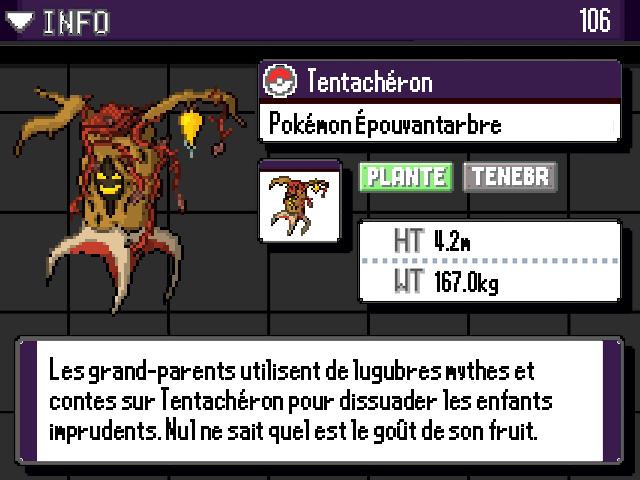 INFO
106
Tentachéron
Pokémon Épouvantarbre
PLANTE TENEBR
HT 4.2m
WT 167.0kg
Les grand-parents utilisent de lugubres mythes et
contes sur Tentachéron pour dissuader les enfants
imprudents. Nul ne sait quel est le goût de son fruit.